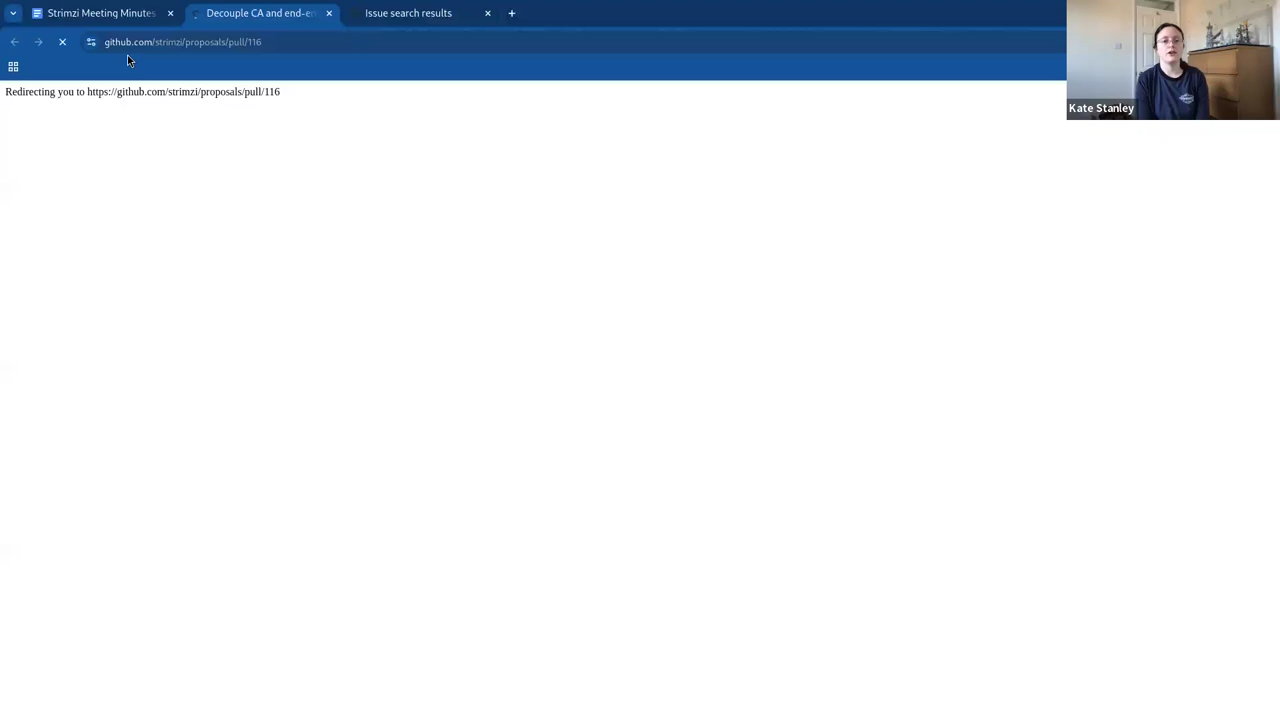 Strimzi Meeting Minutes
Decouple CA and end-en
Issue search results
github.com/strimzi/proposals/pull/116
Redirecting you to https://github.com/strimzi/proposals/pull/116
Kate Stanley